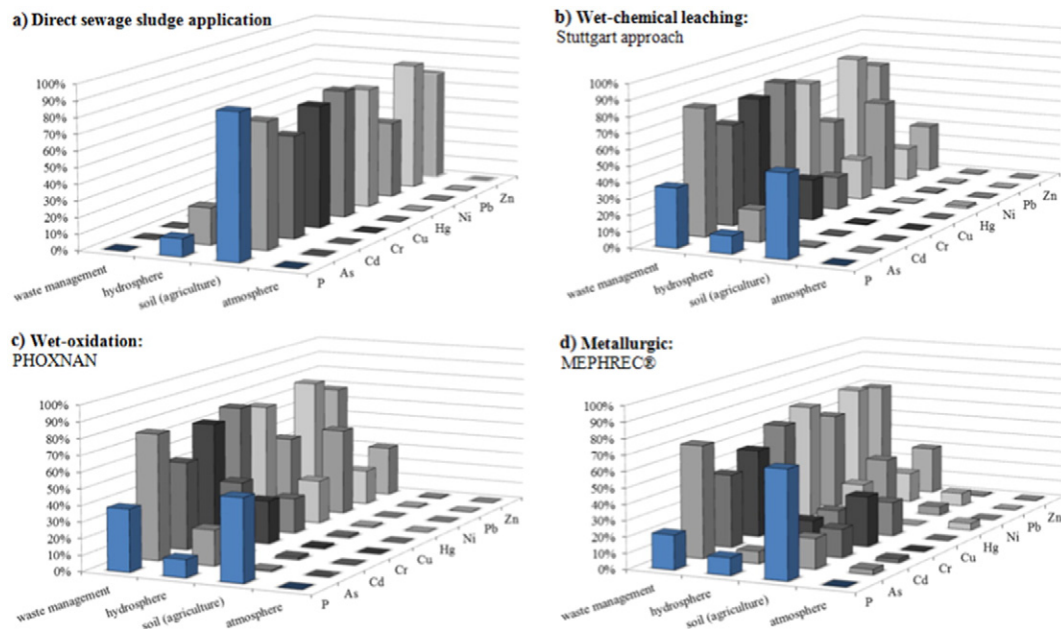 a) Direct sewage sludge application
100%
90%
80%
70%
60%
50%
40%
30%
20%
10%
0%
waste management
hydrosphere
soil (agriculture)
atmosphere
P
As
Cd
Cr
Cu
Hg
Ni
Pb
Zn
b) Wet-chemical leaching:
Stuttgart approach
100%
90%
80%
70%
60%
50%
40%
30%
20%
10%
0%
waste management
hydrosphere
soil (agriculture)
atmosphere
P
As
Cd
Cr
Cu
Hg
Ni
Pb
Zn
c) Wet-oxidation:
PHOXNAN
100%
90%
80%
70%
60%
50%
40%
30%
20%
10%
0%
waste management
hydrosphere
soil (agriculture)
atmosphere
P
As
Cd
Cr
Cu
Hg
Ni
Pb
Zn
d) Metallurgic:
MEPHREC®
100%
90%
80%
70%
60%
50%
40%
30%
20%
10%
0%
waste management
hydrosphere
soil (agriculture)
atmosphere
P
As
Cd
Cr
Cu
Hg
Ni
Pb
Zn